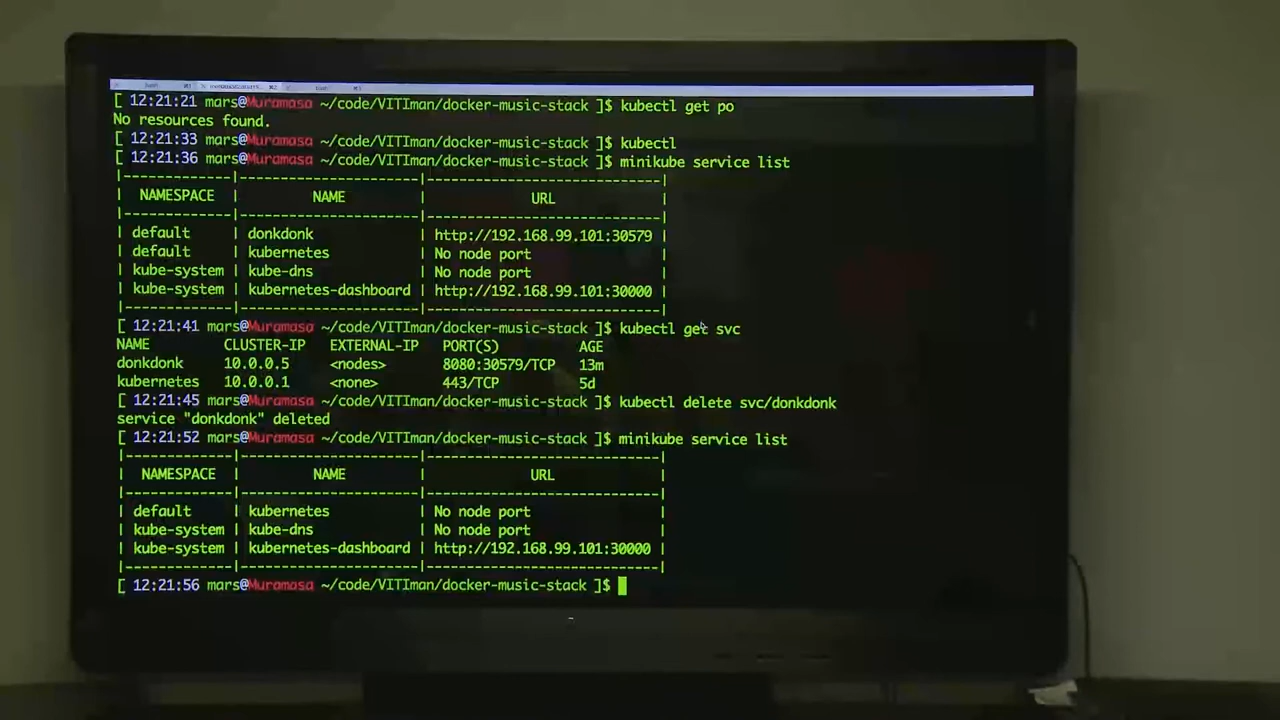 [ 12:21:21 mars@Muramasa ~/code/VITIman/docker-music-stack ]$ kubectl get po
No resources found.
[ 12:21:33 mars@Muramasa ~/code/VITIman/docker-music-stack ]$ kubectl
[ 12:21:36 mars@Muramasa ~/code/VITIman/docker-music-stack ]$ minikube service list
|-------------|----------------------|-----------------------------|
| NAMESPACE | NAME | URL |
|-------------|----------------------|-----------------------------|
| default | donkdonk | http://192.168.99.101:30579
| default | kubernetes | No node port |
| kube-system | kube-dns | No node port |
| kube-system | kubernetes-dashboard | http://192.168.99.101:30000 |
|-------------|----------------------|-----------------------------|
[ 12:21:41 mars@Muramasa ~/code/VITIman/docker-music-stack ]$ kubectl get svc
NAME CLUSTER-IP EXTERNAL-IP PORT(S) AGE
donkdonk 10.0.0.5 <nodes> 8080:30579/TCP 13m
kubernetes 10.0.0.1 <none> 443/TCP 5d
[ 12:21:45 mars@Muramasa ~/code/VITIman/docker-music-stack ]$ kubectl delete svc/donkdonk
service "donkdonk" deleted
[ 12:21:52 mars@Muramasa ~/code/VITIman/docker-music-stack ]$ minikube service list
|-------------|----------------------|-----------------------------|
| NAMESPACE | NAME | URL |
|-------------|----------------------|-----------------------------|
| default | kubernetes | No node port |
| kube-system | kube-dns | No node port |
| kube-system | kubernetes-dashboard | http://192.168.99.101:30000 |
|-------------|----------------------|-----------------------------|
[ 12:21:56 mars@Muramasa ~/code/VITIman/docker-music-stack ]$